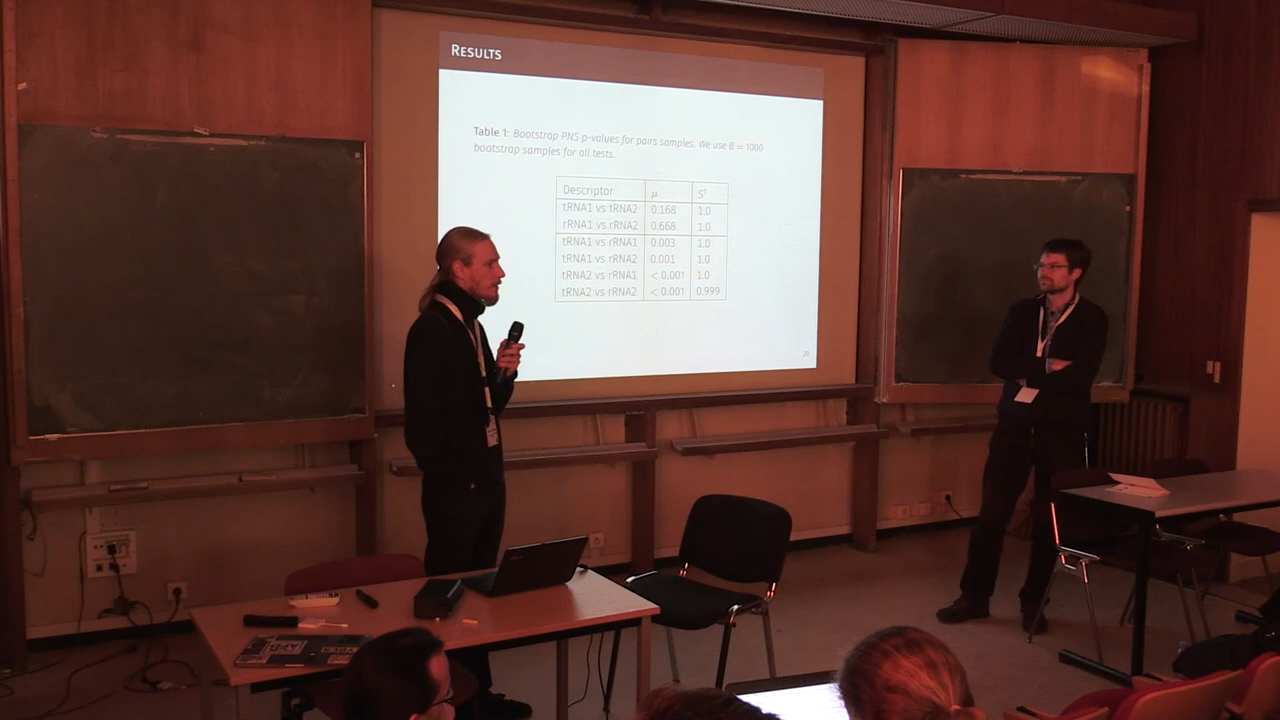 RESULTS
Table 1: Bootstrap PNS p-values for pairs samples. We use B = 1000
bootstrap samples for all tests.
Descriptor μ S¹
tRNA1 vs tRNA2 0.168 1.0
rRNA1 vs rRNA2 0.668 1.0
tRNA1 vs rRNA1 0.003 1.0
tRNA1 vs rRNA2 0.001 1.0
tRNA2 vs rRNA1 < 0.001 1.0
tRNA2 vs rRNA2 < 0.001 0.999
20